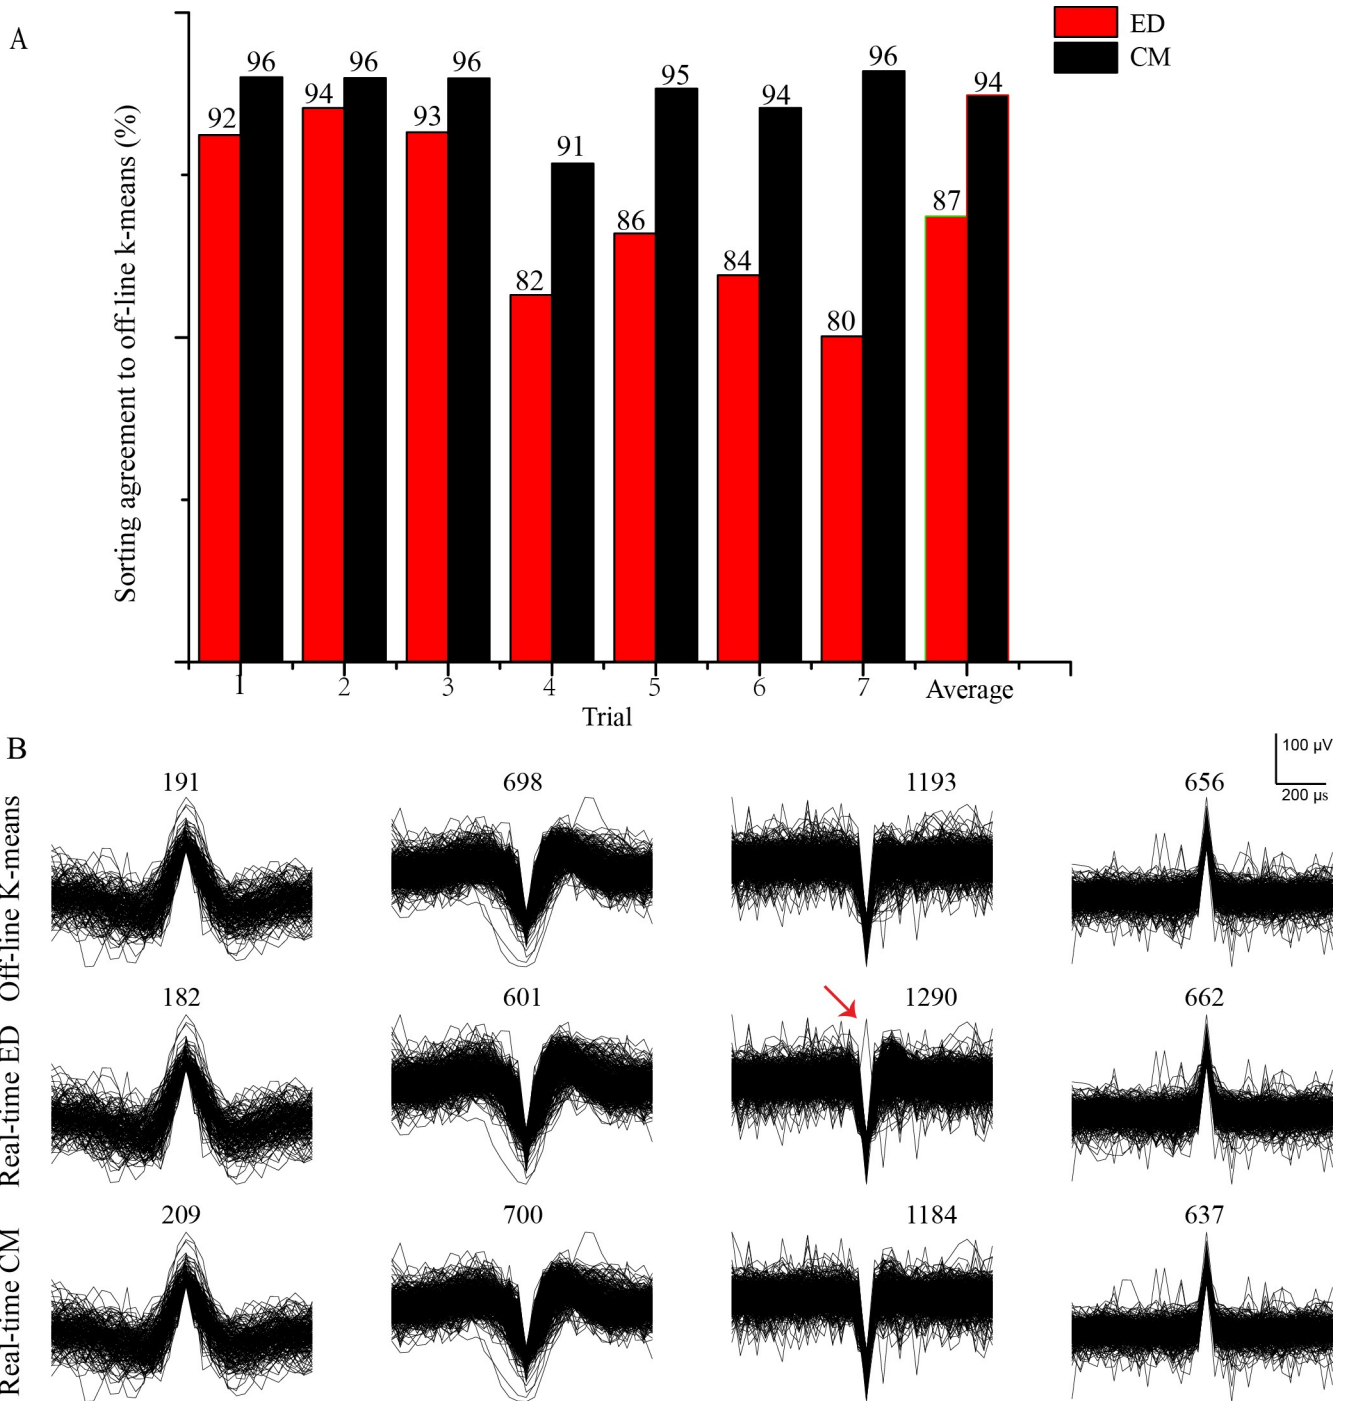 A
ED
CM
Sorting agreement to off-line k-means (%)
92 96 94 96 93 96 82 91 86 95 84 94 80 96 87 94
1 2 3 4 5 6 7 Average
Trial
B
100 µV
200 µs
Off-line K-means
191 698 1193 656
Real-time ED
182 601 1290 662
Real-time CM
209 700 1184 637